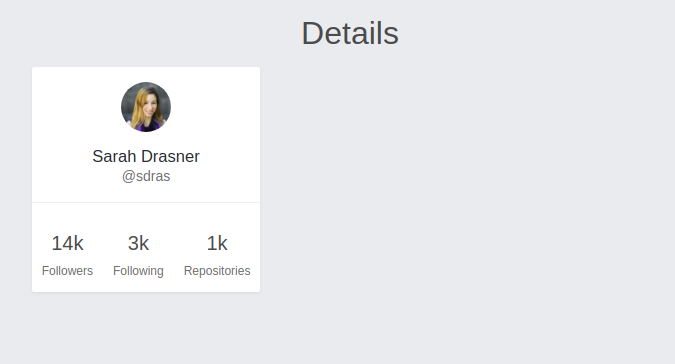 Details
Sarah Drasner
@sdras
14k 3k 1k
Followers Following Repositories